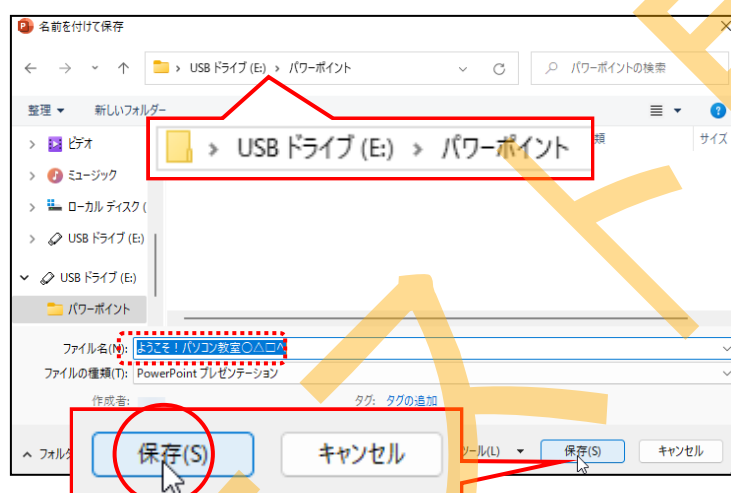 名前を付けて保存
USB ドライブ (E:) › パワーポイント
パワーポイントの検索
整理 新しいフォルダー
USB ドライブ (E:) › パワーポイント
サイズ
ビデオ
ミュージック
ローカル ディスク (
USB ドライブ (E:)
USB ドライブ (E:)
パワーポイント
ファイル名(N): ようこそ!パソコン教室○△□へ
ファイルの種類(T): PowerPoint プレゼンテーション
作成者: タグ: タグの追加
保存(S) キャンセル
保存(S) キャンセル